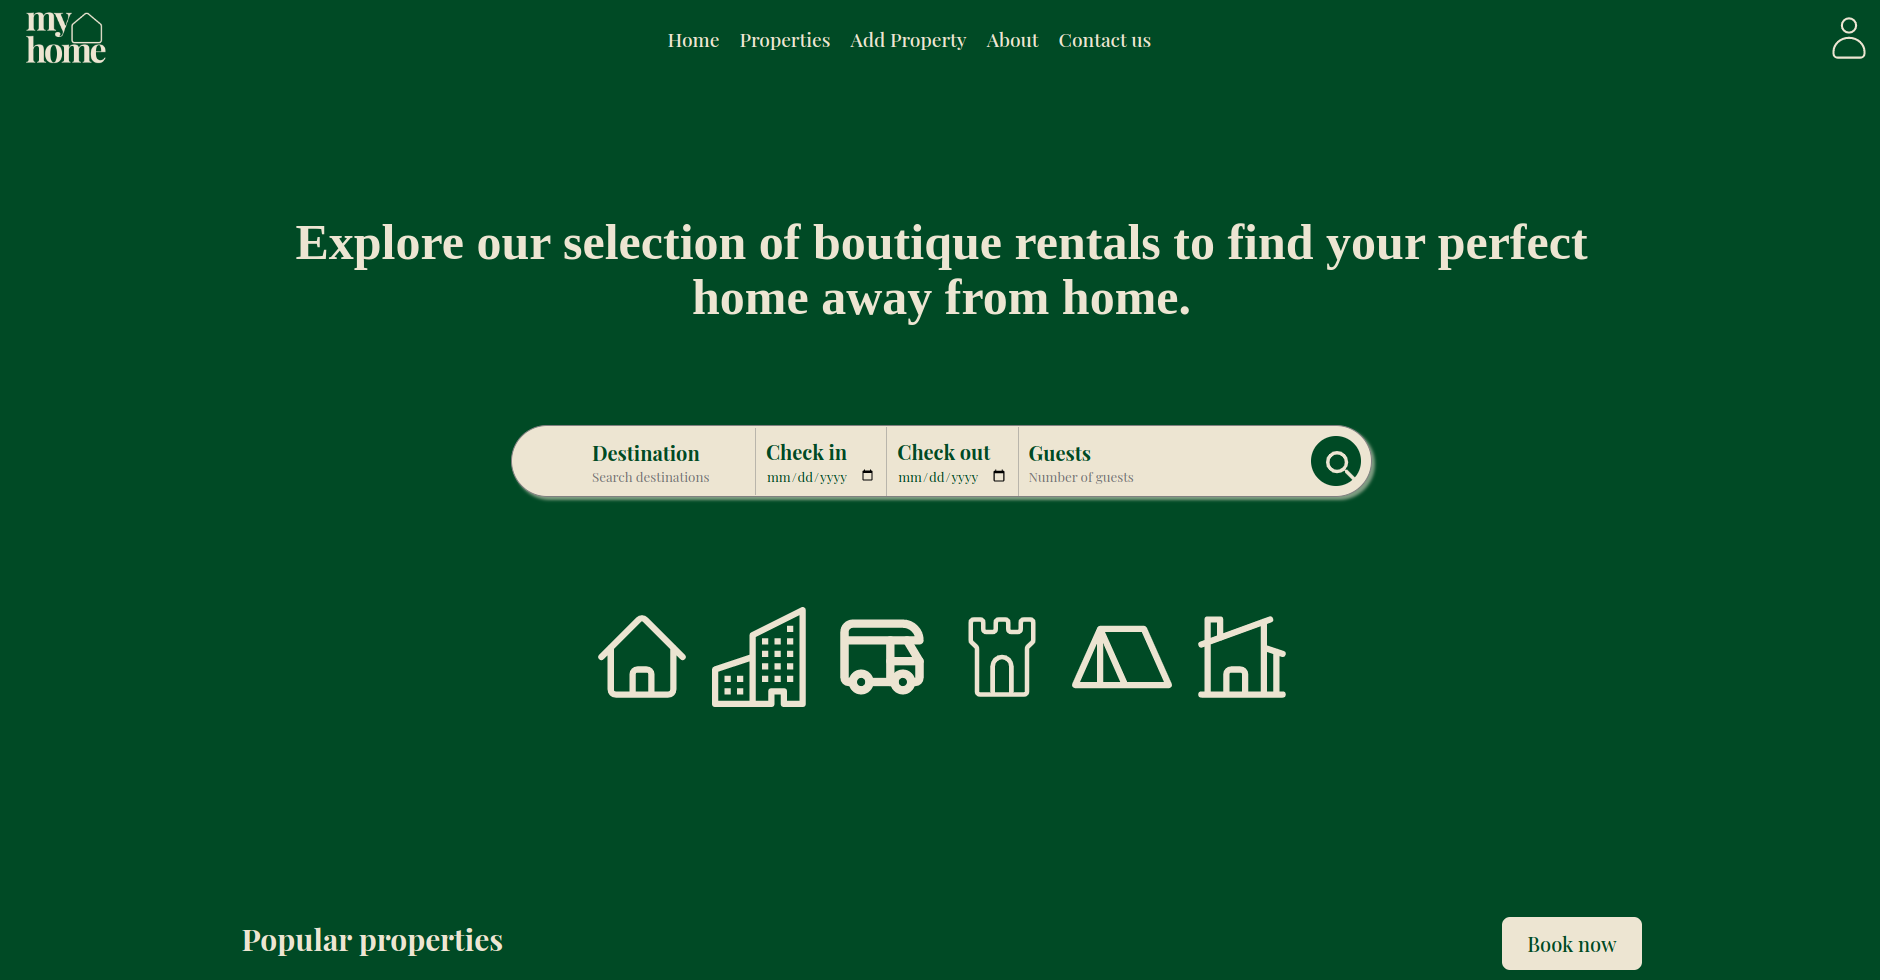 my
home
Home Properties Add Property About Contact us
Explore our selection of boutique rentals to find your perfect
home away from home.
Destination Check in Check out Guests
Search destinations mm/dd/yyyy mm/dd/yyyy Number of guests
Popular properties Book now